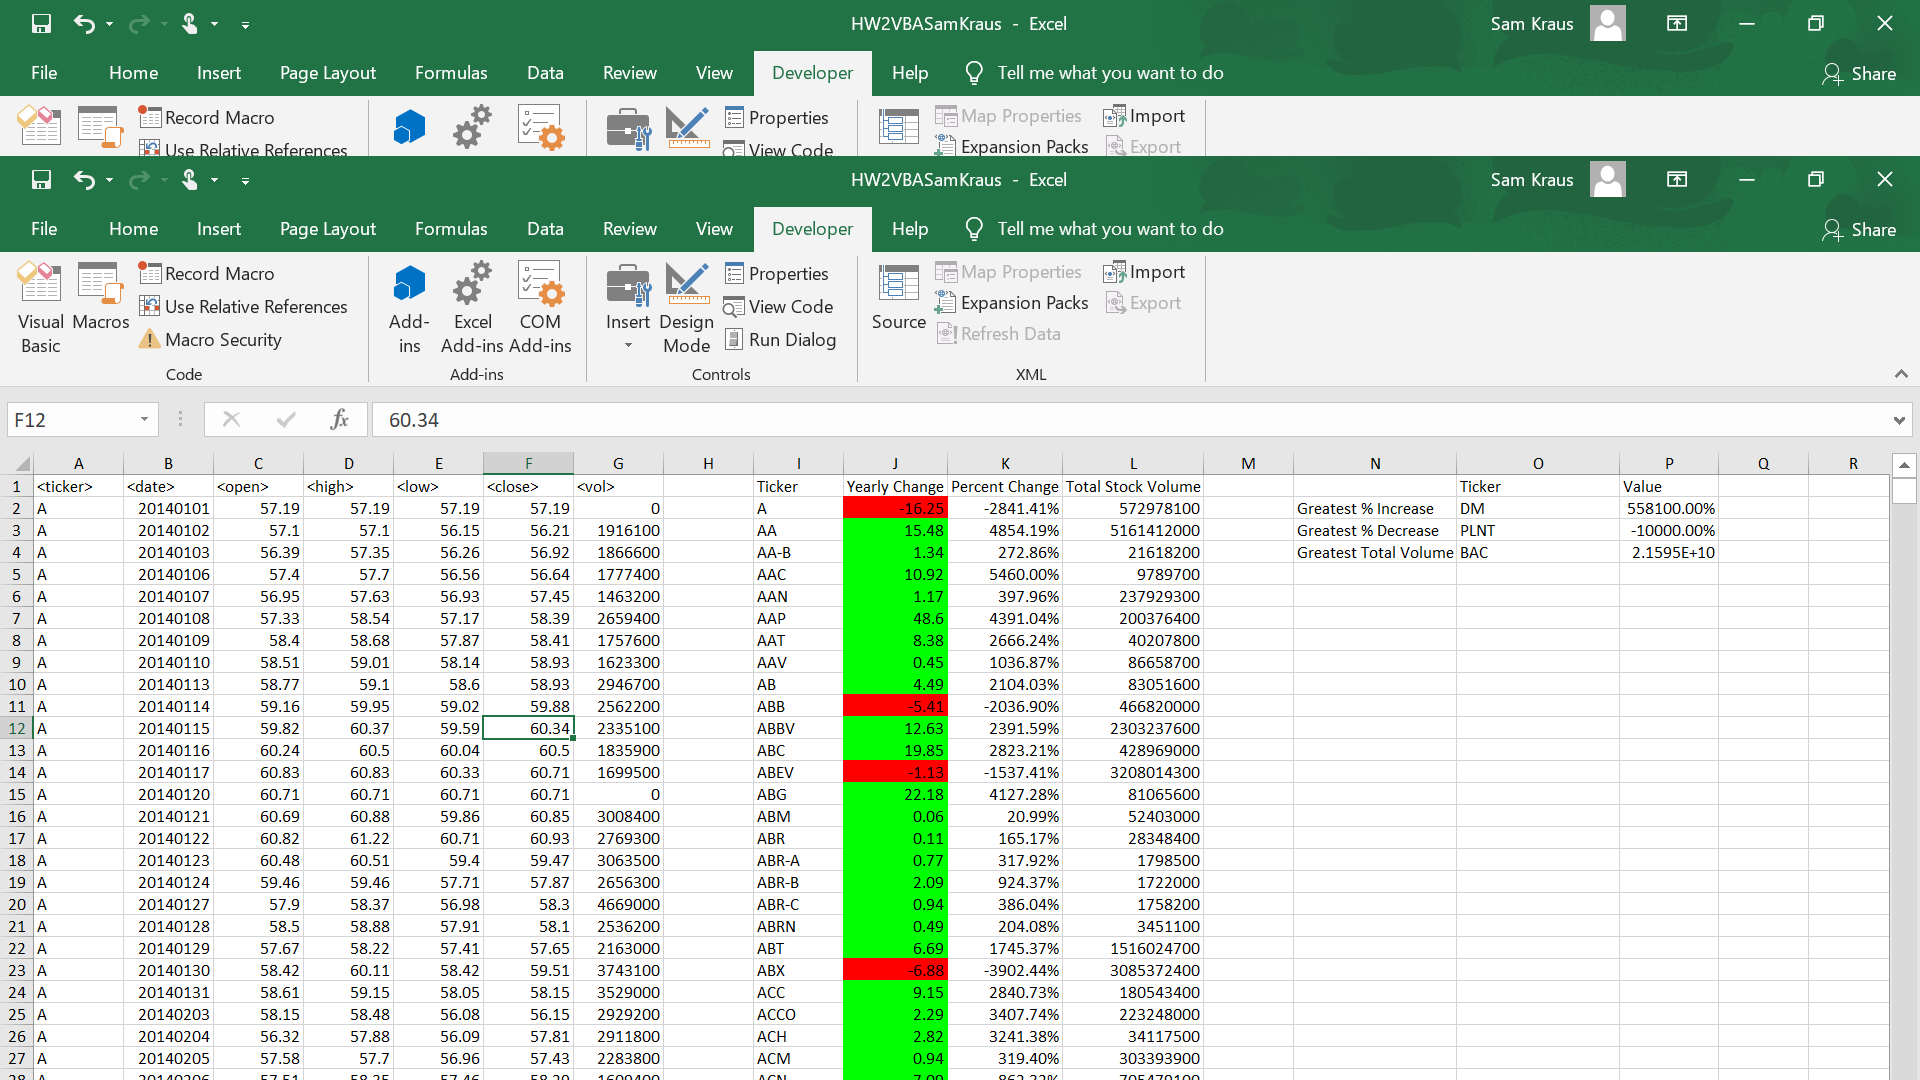 HW2VBASamKraus - Excel
Sam Kraus
File Home Insert Page Layout Formulas Data Review View Developer Help Tell me what you want to do Share
Record Macro Properties Map Properties Import
Use Relative References View Code Expansion Packs Export
HW2VBASamKraus - Excel
Sam Kraus
File Home Insert Page Layout Formulas Data Review View Developer Help Tell me what you want to do Share
Record Macro Properties Map Properties Import
Use Relative References View Code Expansion Packs Export
Visual Basic Macros Add-ins Excel Add-ins COM Add-ins Insert Design Mode Source
Macro Security Run Dialog Refresh Data
Code Add-ins Controls XML
F12 fx 60.34
A B C D E F G H I J K L M N O P Q R
1 <ticker> <date> <open> <high> <low> <close> <vol> Ticker Yearly Change Percent Change Total Stock Volume Ticker Value
2 A 20140101 57.19 57.19 57.19 57.19 0 A -16.25 -2841.41% 572978100 Greatest % Increase DM 558100.00%
3 A 20140102 57.1 57.1 56.15 56.21 1916100 AA 15.48 4854.19% 5161412000 Greatest % Decrease PLNT -10000.00%
4 A 20140103 56.39 57.35 56.26 56.92 1866600 AA-B 1.34 272.86% 21618200 Greatest Total Volume BAC 2.1595E+10
5 A 20140106 57.4 57.7 56.56 56.64 1777400 AAC 10.92 5460.00% 9789700
6 A 20140107 56.95 57.63 56.93 57.45 1463200 AAN 1.17 397.96% 237929300
7 A 20140108 57.33 58.54 57.17 58.39 2659400 AAP 48.6 4391.04% 200376400
8 A 20140109 58.4 58.68 57.87 58.41 1757600 AAT 8.38 2666.24% 40207800
9 A 20140110 58.51 59.01 58.14 58.93 1623300 AAV 0.45 1036.87% 86658700
10 A 20140113 58.77 59.1 58.6 58.93 2946700 AB 4.49 2104.03% 83051600
11 A 20140114 59.16 59.95 59.02 59.88 2562200 ABB -5.41 -2036.90% 466820000
12 A 20140115 59.82 60.37 59.59 60.34 2335100 ABBV 12.63 2391.59% 2303237600
13 A 20140116 60.24 60.5 60.04 60.5 1835900 ABC 19.85 2823.21% 428969000
14 A 20140117 60.83 60.83 60.33 60.71 1699500 ABEV -1.13 -1537.41% 3208014300
15 A 20140120 60.71 60.71 60.71 60.71 0 ABG 22.18 4127.28% 81065600
16 A 20140121 60.69 60.88 59.86 60.85 3008400 ABM 0.06 20.99% 52403000
17 A 20140122 60.82 61.22 60.71 60.93 2769300 ABR 0.11 165.17% 28348400
18 A 20140123 60.48 60.51 59.4 59.47 3063500 ABR-A 0.77 317.92% 1798500
19 A 20140124 59.46 59.46 57.71 57.87 2656300 ABR-B 2.09 924.37% 1722000
20 A 20140127 57.9 58.37 56.98 58.3 4669000 ABR-C 0.94 386.04% 1758200
21 A 20140128 58.5 58.88 57.91 58.1 2536200 ABRN 0.49 204.08% 3451100
22 A 20140129 57.67 58.22 57.41 57.65 2163000 ABT 6.69 1745.37% 1516024700
23 A 20140130 58.42 60.11 58.42 59.51 3743100 ABX -6.88 -3902.44% 3085372400
24 A 20140131 58.61 59.15 58.05 58.15 3529000 ACC 9.15 2840.73% 180543400
25 A 20140203 58.15 58.48 56.08 56.15 2929200 ACCO 2.29 3407.74% 223248000
26 A 20140204 56.32 57.88 56.09 57.81 2911800 ACH 2.82 3241.38% 34117500
27 A 20140205 57.58 57.7 56.96 57.43 2283800 ACM 0.94 319.40% 303393900